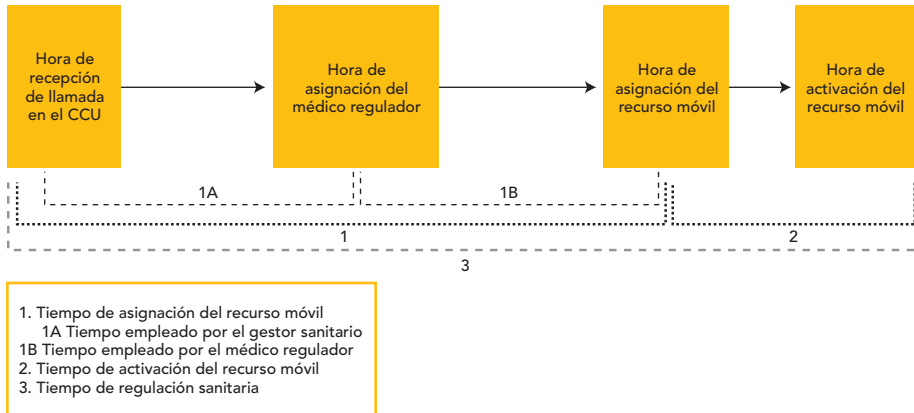 Hora de
recepción
de llamada
en el CCU
Hora de
asignación del
médico regulador
Hora de
asignación del
recurso móvil
Hora de
activación del
recurso móvil
1A
1B
1
2
3
1. Tiempo de asignación del recurso móvil
1A Tiempo empleado por el gestor sanitario
1B Tiempo empleado por el médico regulador
2. Tiempo de activación del recurso móvil
3. Tiempo de regulación sanitaria